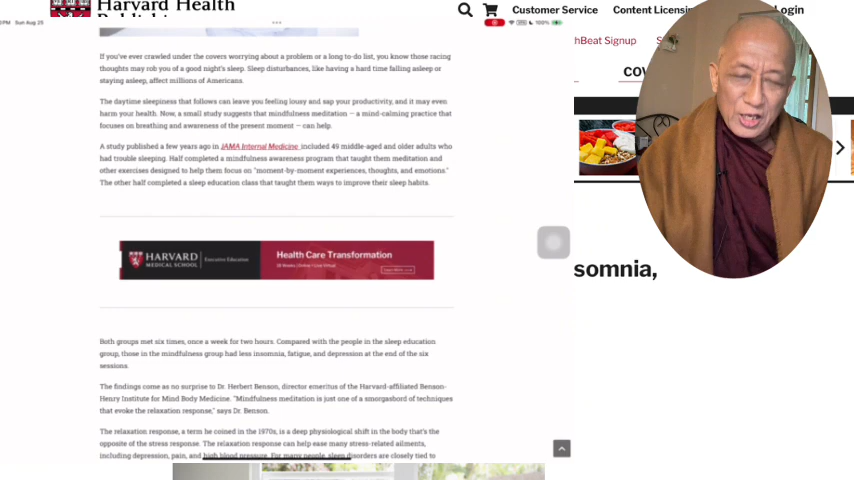 Harvard Health
Customer Service
Sun Aug 25
100%
hBeat Signup
If you've ever crawled under the covers worrying about a problem or a long to-do list, you know those racing
thoughts may rob you of a good night's sleep. Sleep disturbances, like having a hard time falling asleep or
staying asleep, affect millions of Americans.
The daytime sleepiness that follows can leave you feeling lousy and sap your productivity, and it may even
harm your health. Now, a small study suggests that mindfulness meditation — a mind-calming practice that
focuses on breathing and awareness of the present moment — can help.
A study published a few years ago in JAMA Internal Medicine included 49 middle-aged and older adults who
had trouble sleeping. Half completed a mindfulness awareness program that taught them meditation and
other exercises designed to help them focus on "moment-by-moment experiences, thoughts, and emotions."
The other half completed a sleep education class that taught them ways to improve their sleep habits.
HARVARD
MEDICAL SCHOOL
Executive Education
Health Care Transformation
somnia,
Both groups met six times, once a week for two hours. Compared with the people in the sleep education
group, those in the mindfulness group had less insomnia, fatigue, and depression at the end of the six
sessions.
The findings come as no surprise to Dr. Herbert Benson, director emeritus of the Harvard-affiliated Benson-
Henry Institute for Mind Body Medicine. "Mindfulness meditation is just one of a smorgasbord of techniques
that evoke the relaxation response," says Dr. Benson.
The relaxation response, a term he coined in the 1970s, is a deep physiological shift in the body that's the
opposite of the stress response. The relaxation response can help ease many stress-related ailments,
including depression, pain, and high blood pressure. For many people, sleep disorders are closely tied to